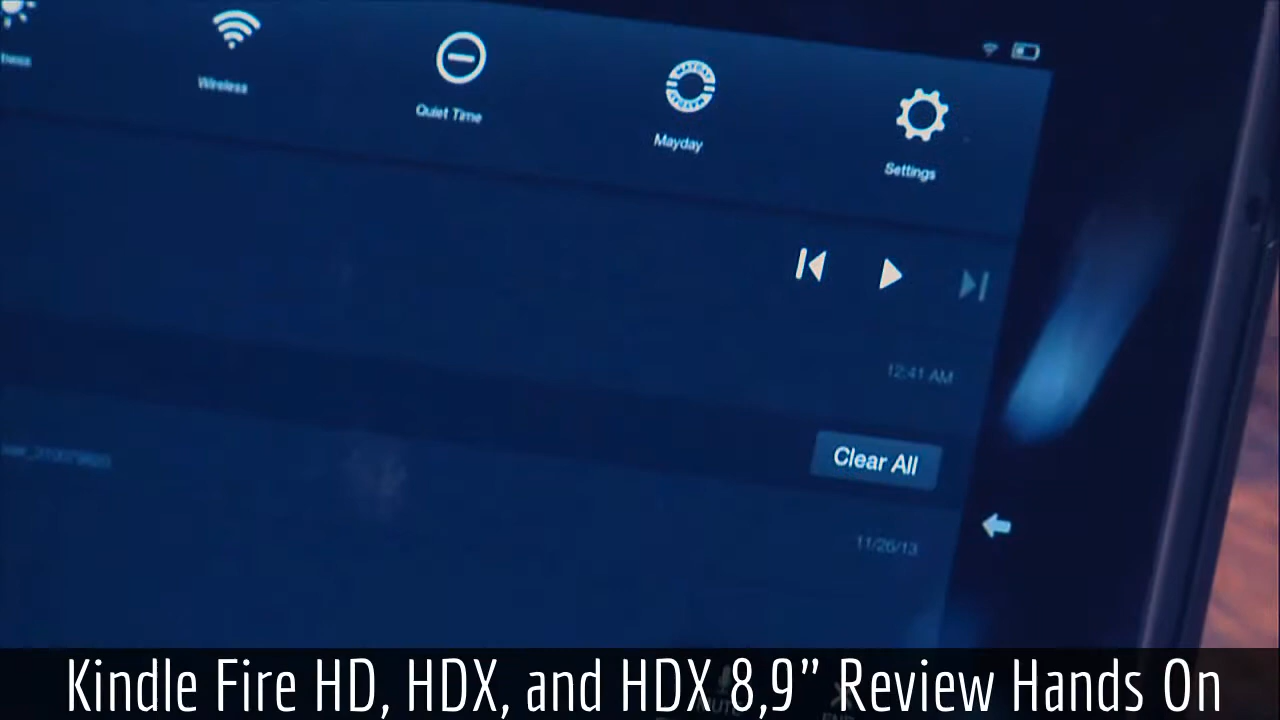 Wireless
Quiet Time
Mayday
Settings
12:41 AM
Clear All
11/26/13
Kindle Fire HD, HDX, and HDX 8,9" Review Hands On